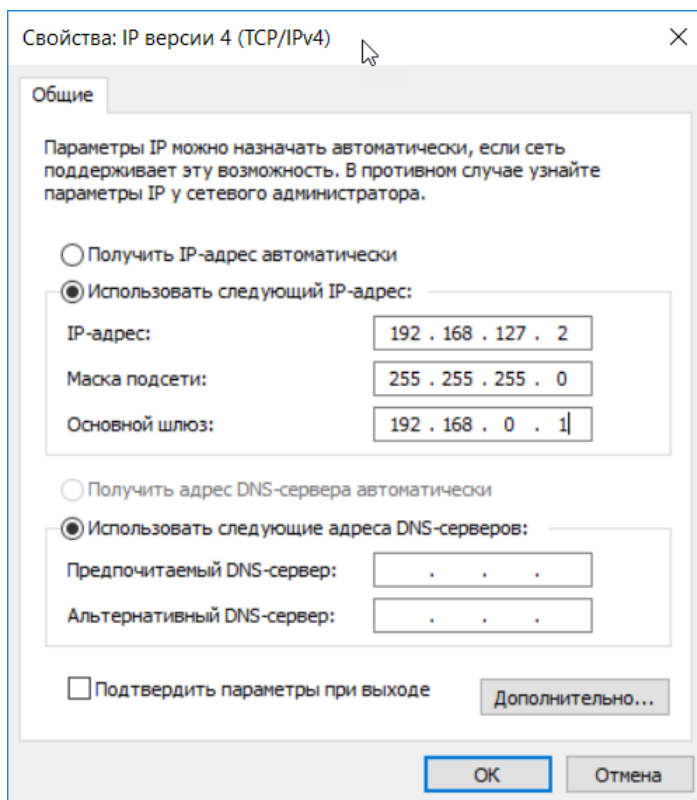 Свойства: IP версии 4 (TCP/IPv4)
Общие
Параметры IP можно назначать автоматически, если сеть
поддерживает эту возможность. В противном случае узнайте
параметры IP у сетевого администратора.
Получить IP-адрес автоматически
Использовать следующий IP-адрес:
IP-адрес: 192 . 168 . 127 . 2
Маска подсети: 255 . 255 . 255 . 0
Основной шлюз: 192 . 168 . 0 . 1
Получить адрес DNS-сервера автоматически
Использовать следующие адреса DNS-серверов:
Предпочитаемый DNS-сервер: . . .
Альтернативный DNS-сервер: . . .
Подтвердить параметры при выходе
Дополнительно...
ОК Отмена